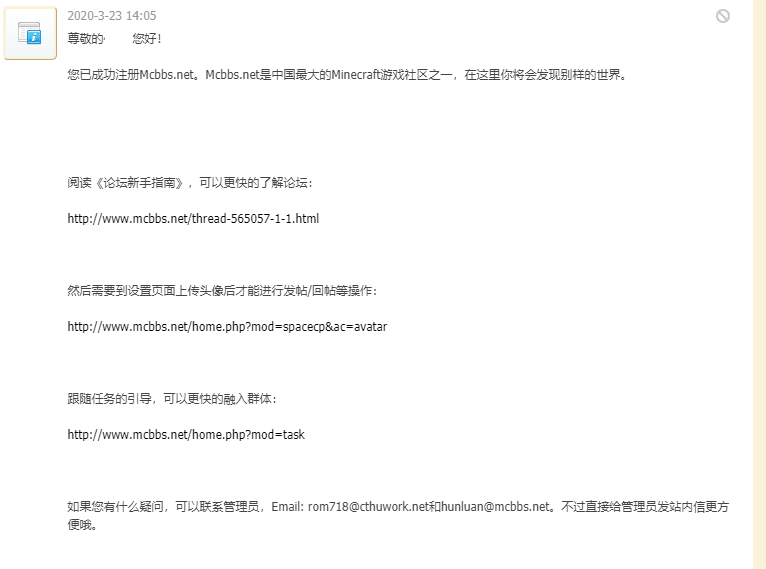 2020-3-23 14:05
尊敬的 您好！
您已成功注册Mcbbs.net。Mcbbs.net是中国最大的Minecraft游戏社区之一，在这里你将会发现别样的世界。
阅读《论坛新手指南》，可以更快的了解论坛：
http://www.mcbbs.net/thread-565057-1-1.html
然后需要到设置页面上传头像后才能进行发帖/回帖等操作：
http://www.mcbbs.net/home.php?mod=spacecp&ac=avatar
跟随任务的引导，可以更快的融入群体：
http://www.mcbbs.net/home.php?mod=task
如果您有什么疑问，可以联系管理员，Email: rom718@cthuwork.net和hunluan@mcbbs.net。不过直接给管理员发站内信更方
便哦。